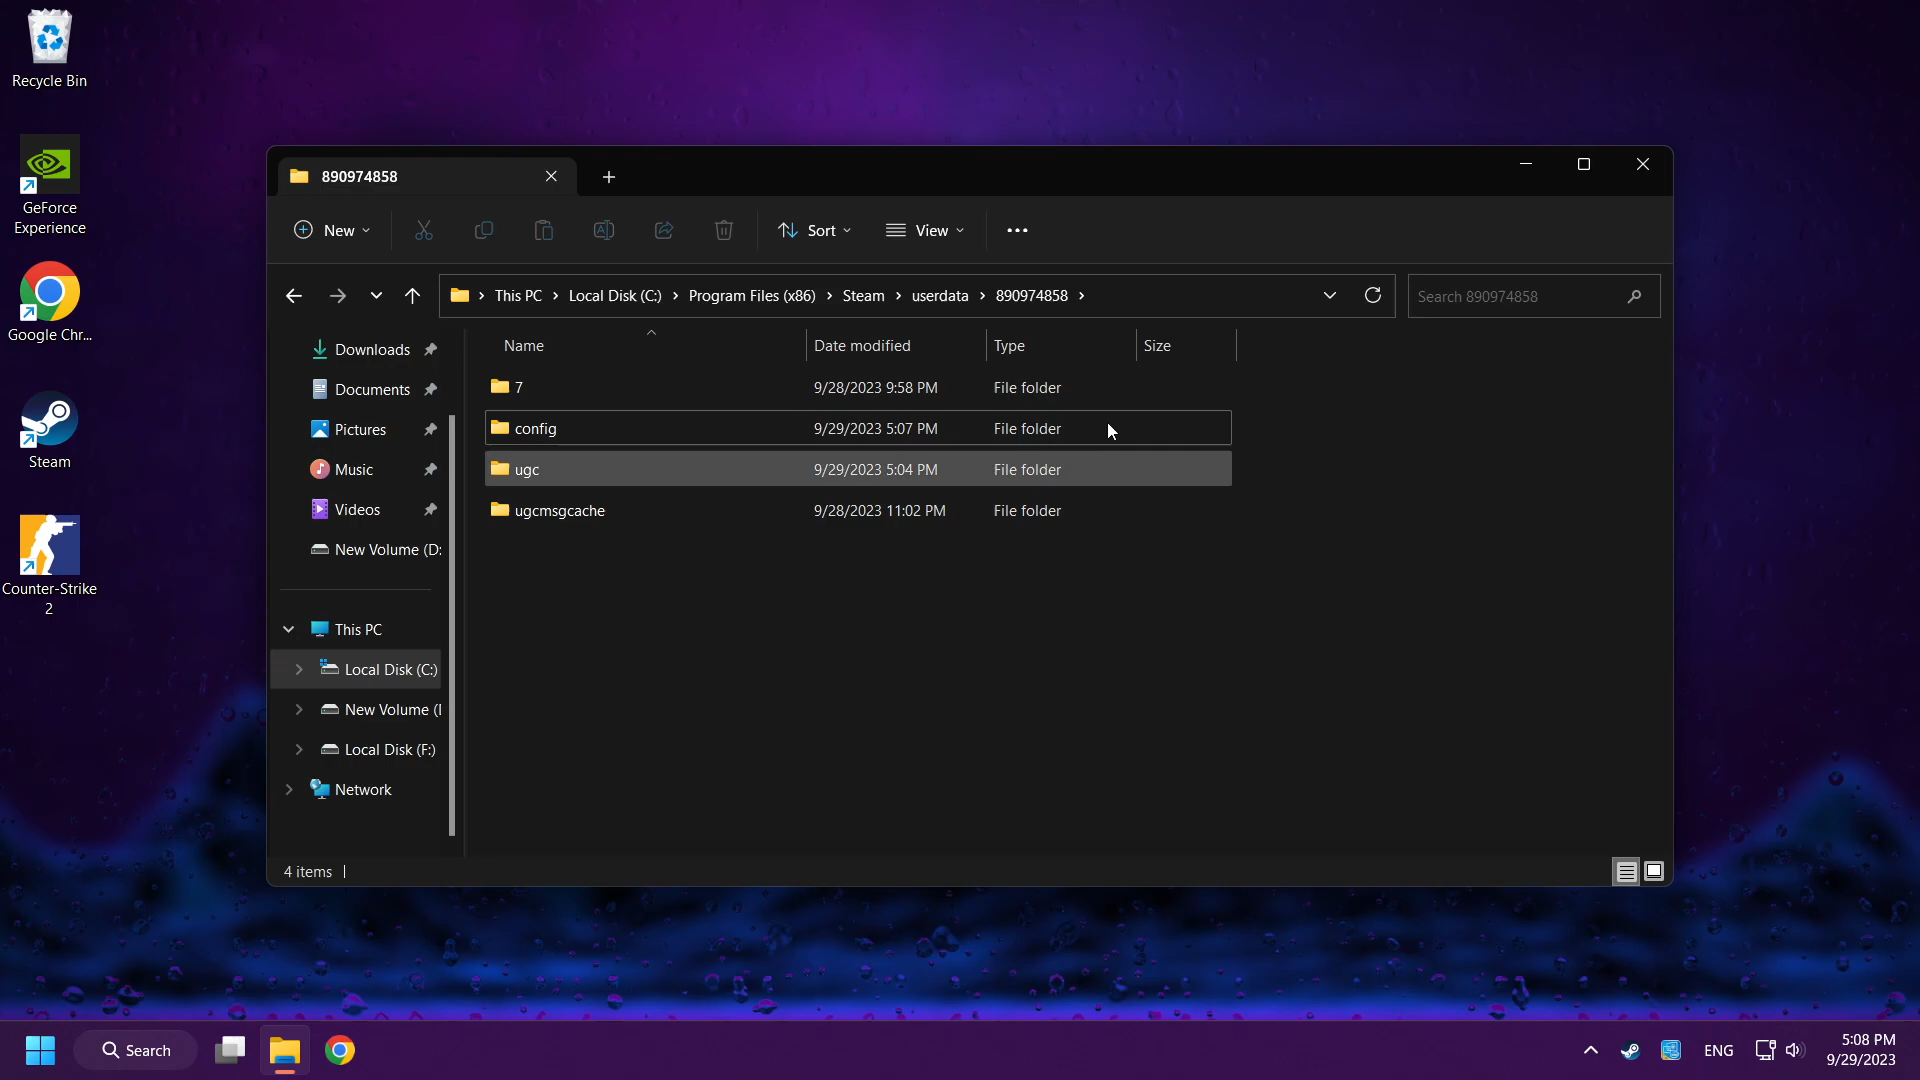 Recycle Bin
GeForce
Experience
Google Chr...
Steam
Counter-Strike
2
890974858
New
Sort
View
This PC
Local Disk (C:)
Program Files (x86)
Steam
userdata
890974858
Search 890974858
Downloads
Documents
Pictures
Music
Videos
New Volume (D:
This PC
Local Disk (C:)
New Volume (
Local Disk (F:)
Network
Name
Date modified
Type
Size
7
9/28/2023 9:58 PM
File folder
config
9/29/2023 5:07 PM
File folder
ugc
9/29/2023 5:04 PM
File folder
ugcmsgcache
9/28/2023 11:02 PM
File folder
4 items
Search
ENG
5:08 PM
9/29/2023